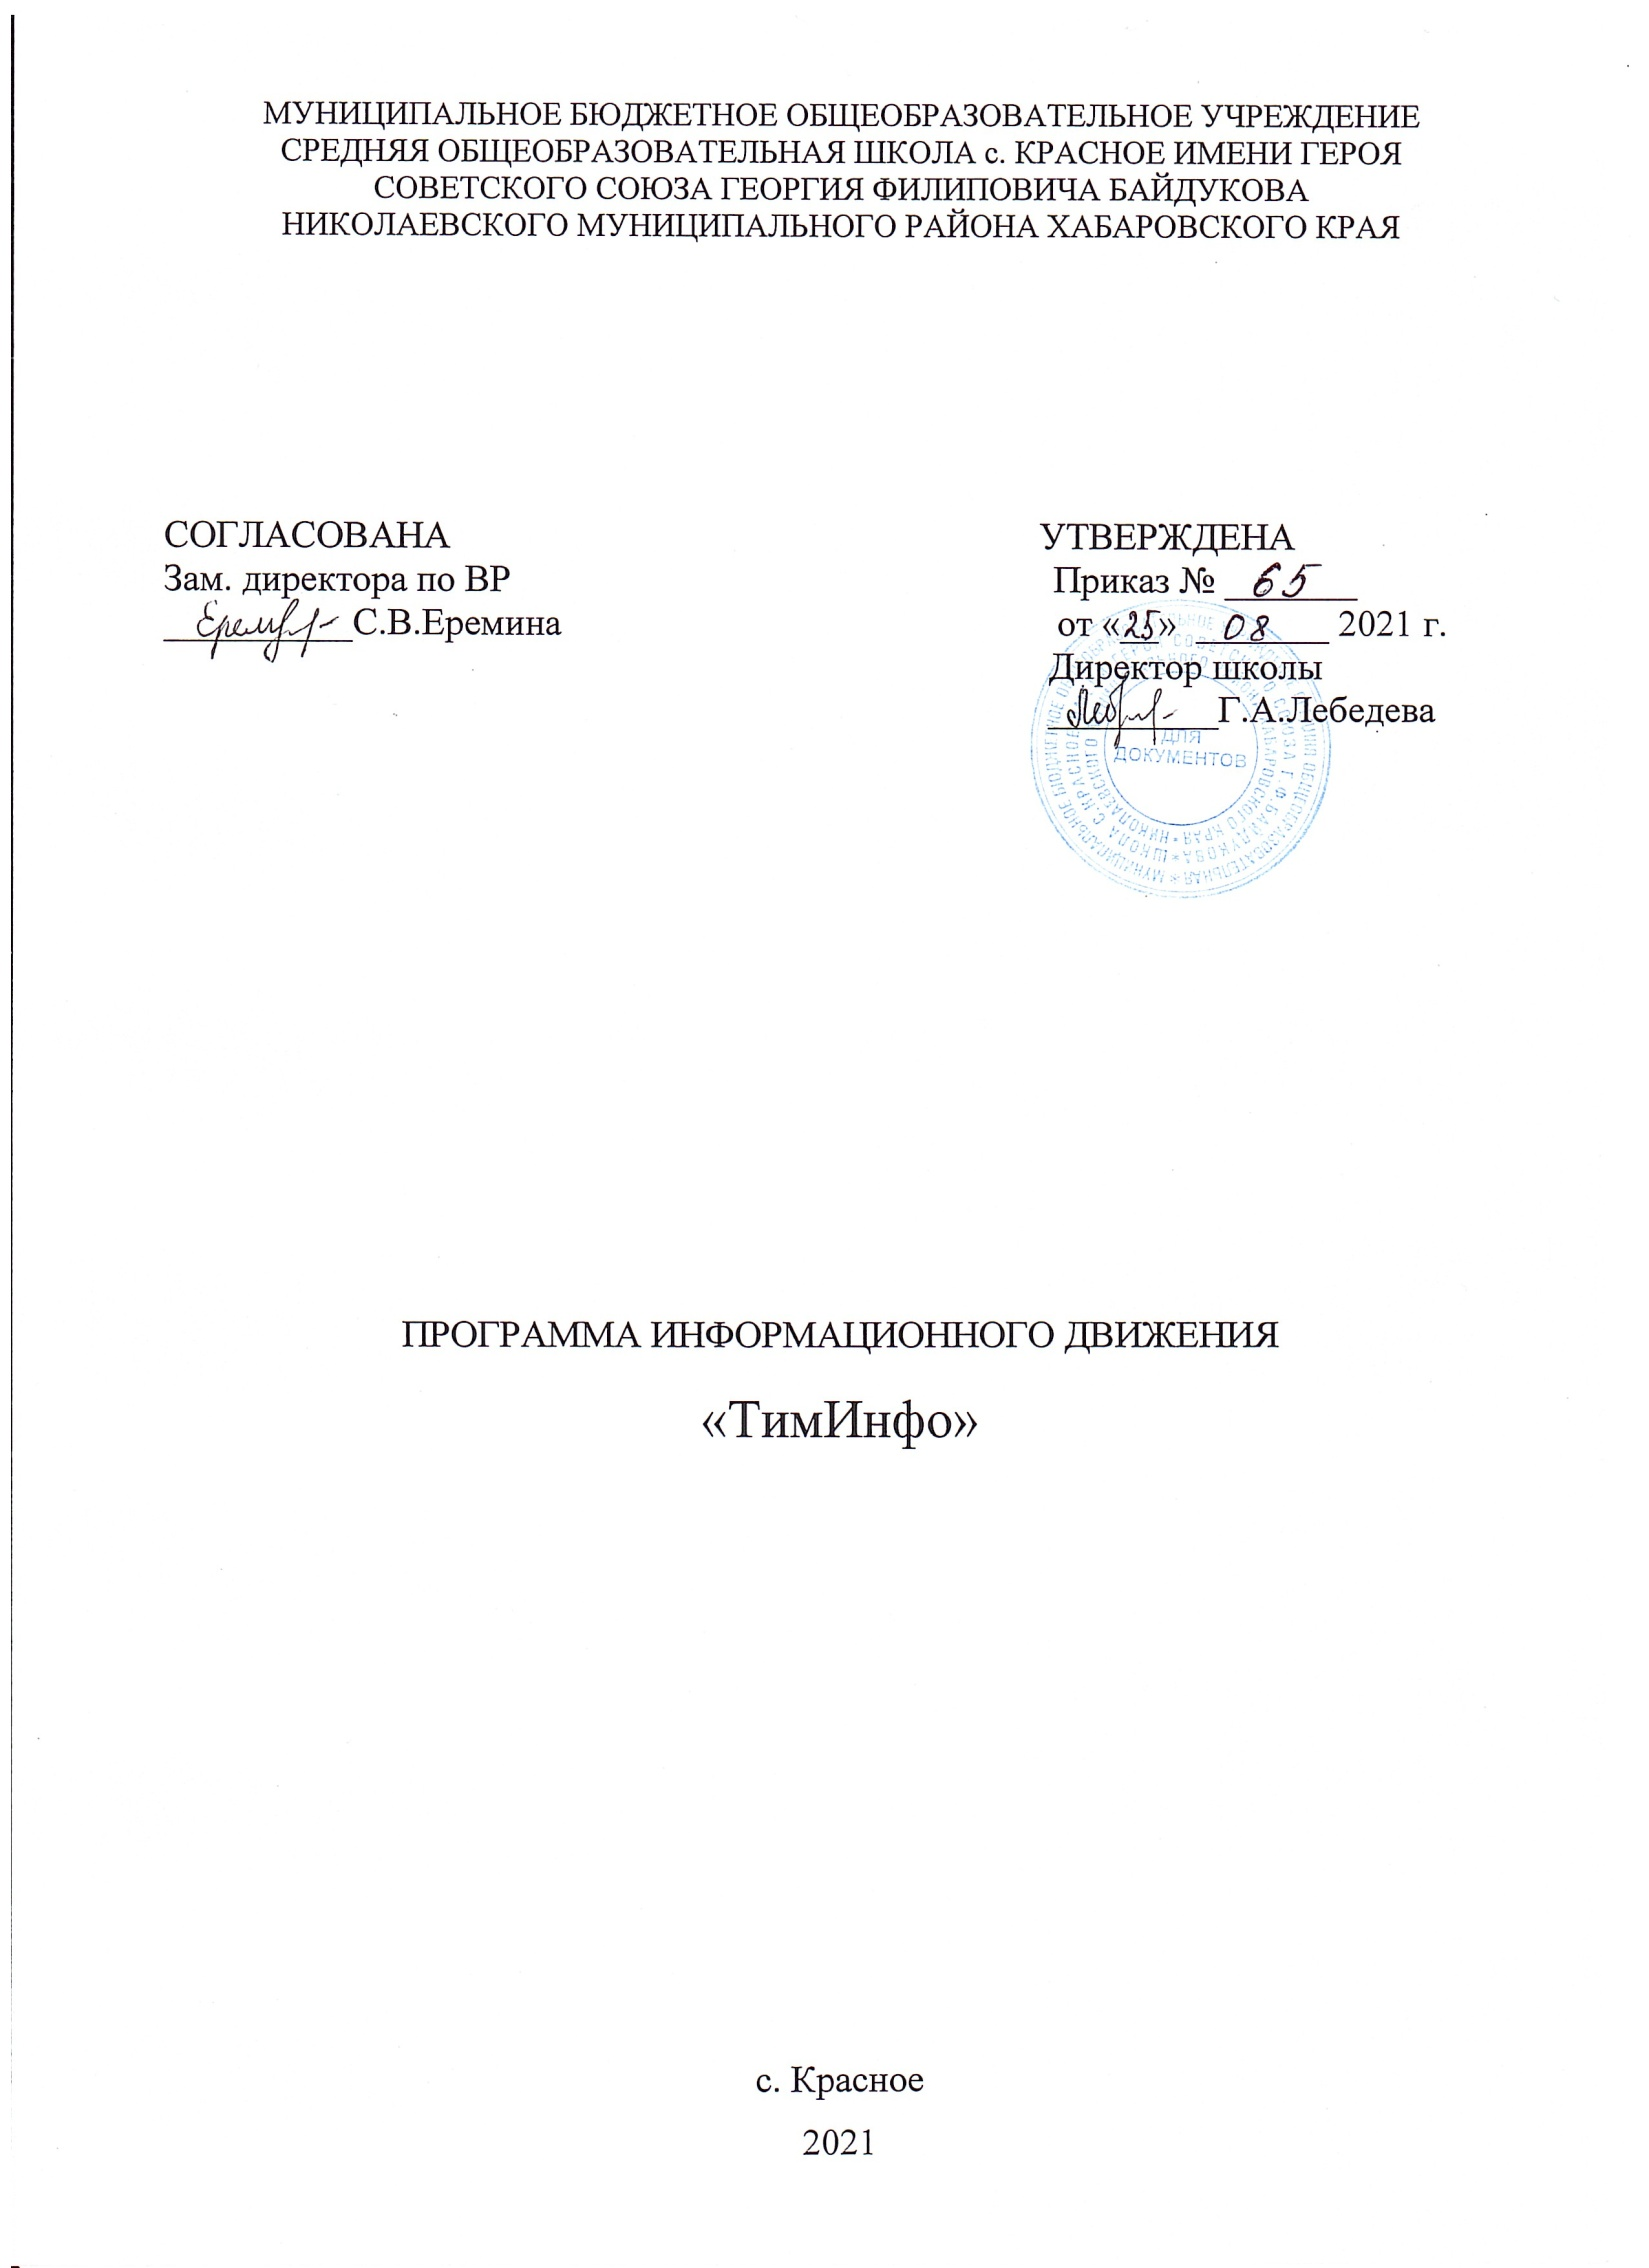 МУНИЦИПАЛЬНОЕ БЮДЖЕТНОЕ ОБЩЕОБРАЗОВАТЕЛЬНОЕ УЧРЕЖДЕНИЕ
СРЕДНЯЯ ОБЩЕОБРАЗОВАТЕЛЬНАЯ ШКОЛА с. КРАСНОЕ ИМЕНИ ГЕРОЯ
СОВЕТСКОГО СОЮЗА ГЕОРГИЯ ФИЛИПОВИЧА БАЙДУКОВА
НИКОЛАЕВСКОГО МУНИЦИПАЛЬНОГО РАЙОНА ХАБАРОВСКОГО КРАЯ
СОГЛАСОВАНА
Зам. директора по ВР
С.В.Еремина
УТВЕРЖДЕНА
Приказ № 65
от «25» 08 2021 г.
Директор школы
Г.А.Лебедева
ДЛЯ
ДОКУМЕНТОВ
ПРОГРАММА ИНФОРМАЦИОННОГО ДВИЖЕНИЯ
«ТимИнфо»
с. Красное
2021